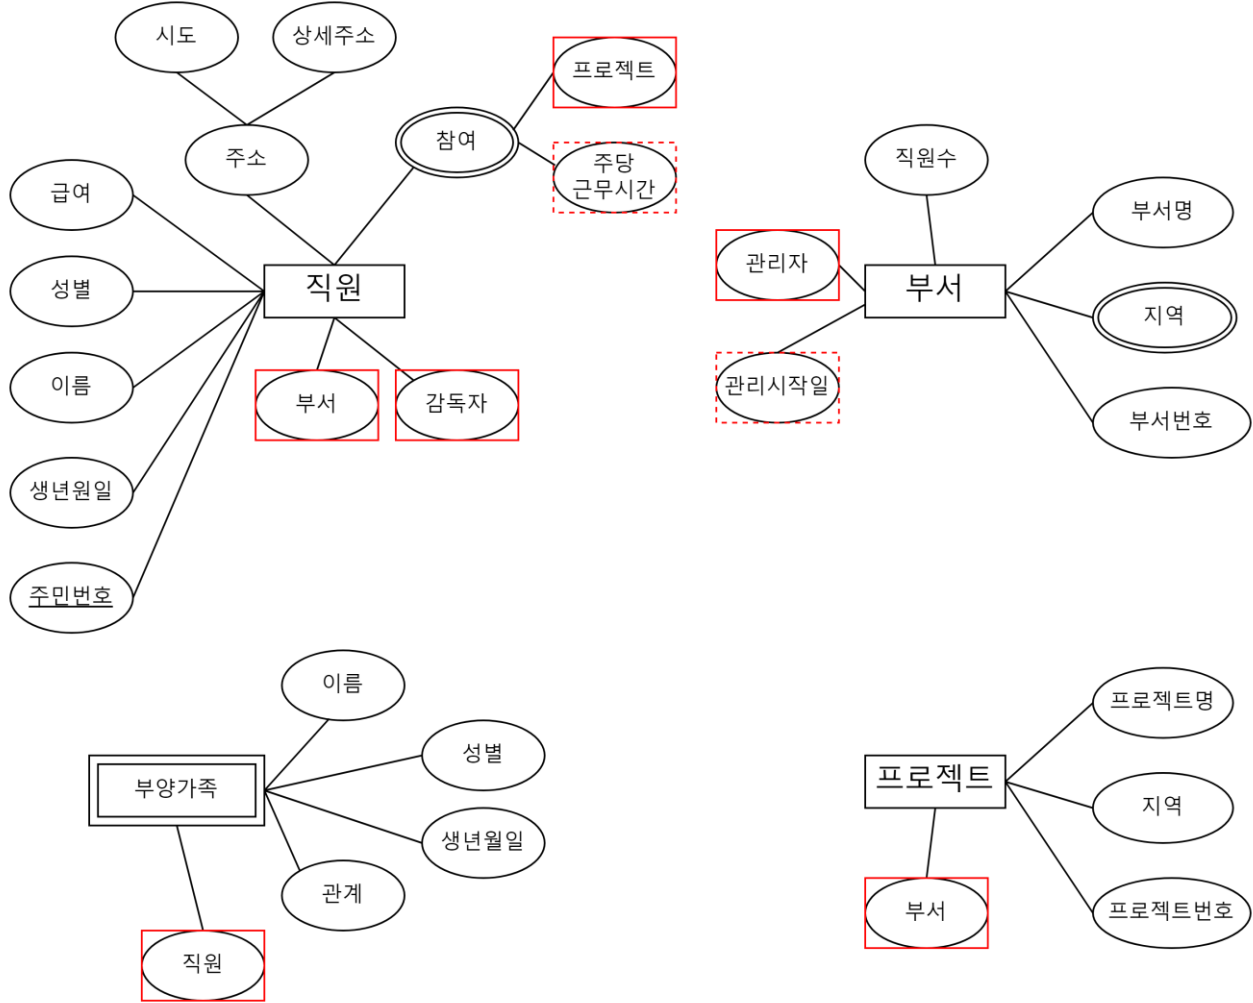 시도
상세주소
프로젝트
참여
주당
근무시간
주소
급여
성별
직원
이름
부서
감독자
생년원일
주민번호
직원수
부서명
관리자
부서
지역
관리시작일
부서번호
이름
성별
부양가족
생년월일
관계
직원
프로젝트명
프로젝트
지역
부서
프로젝트번호